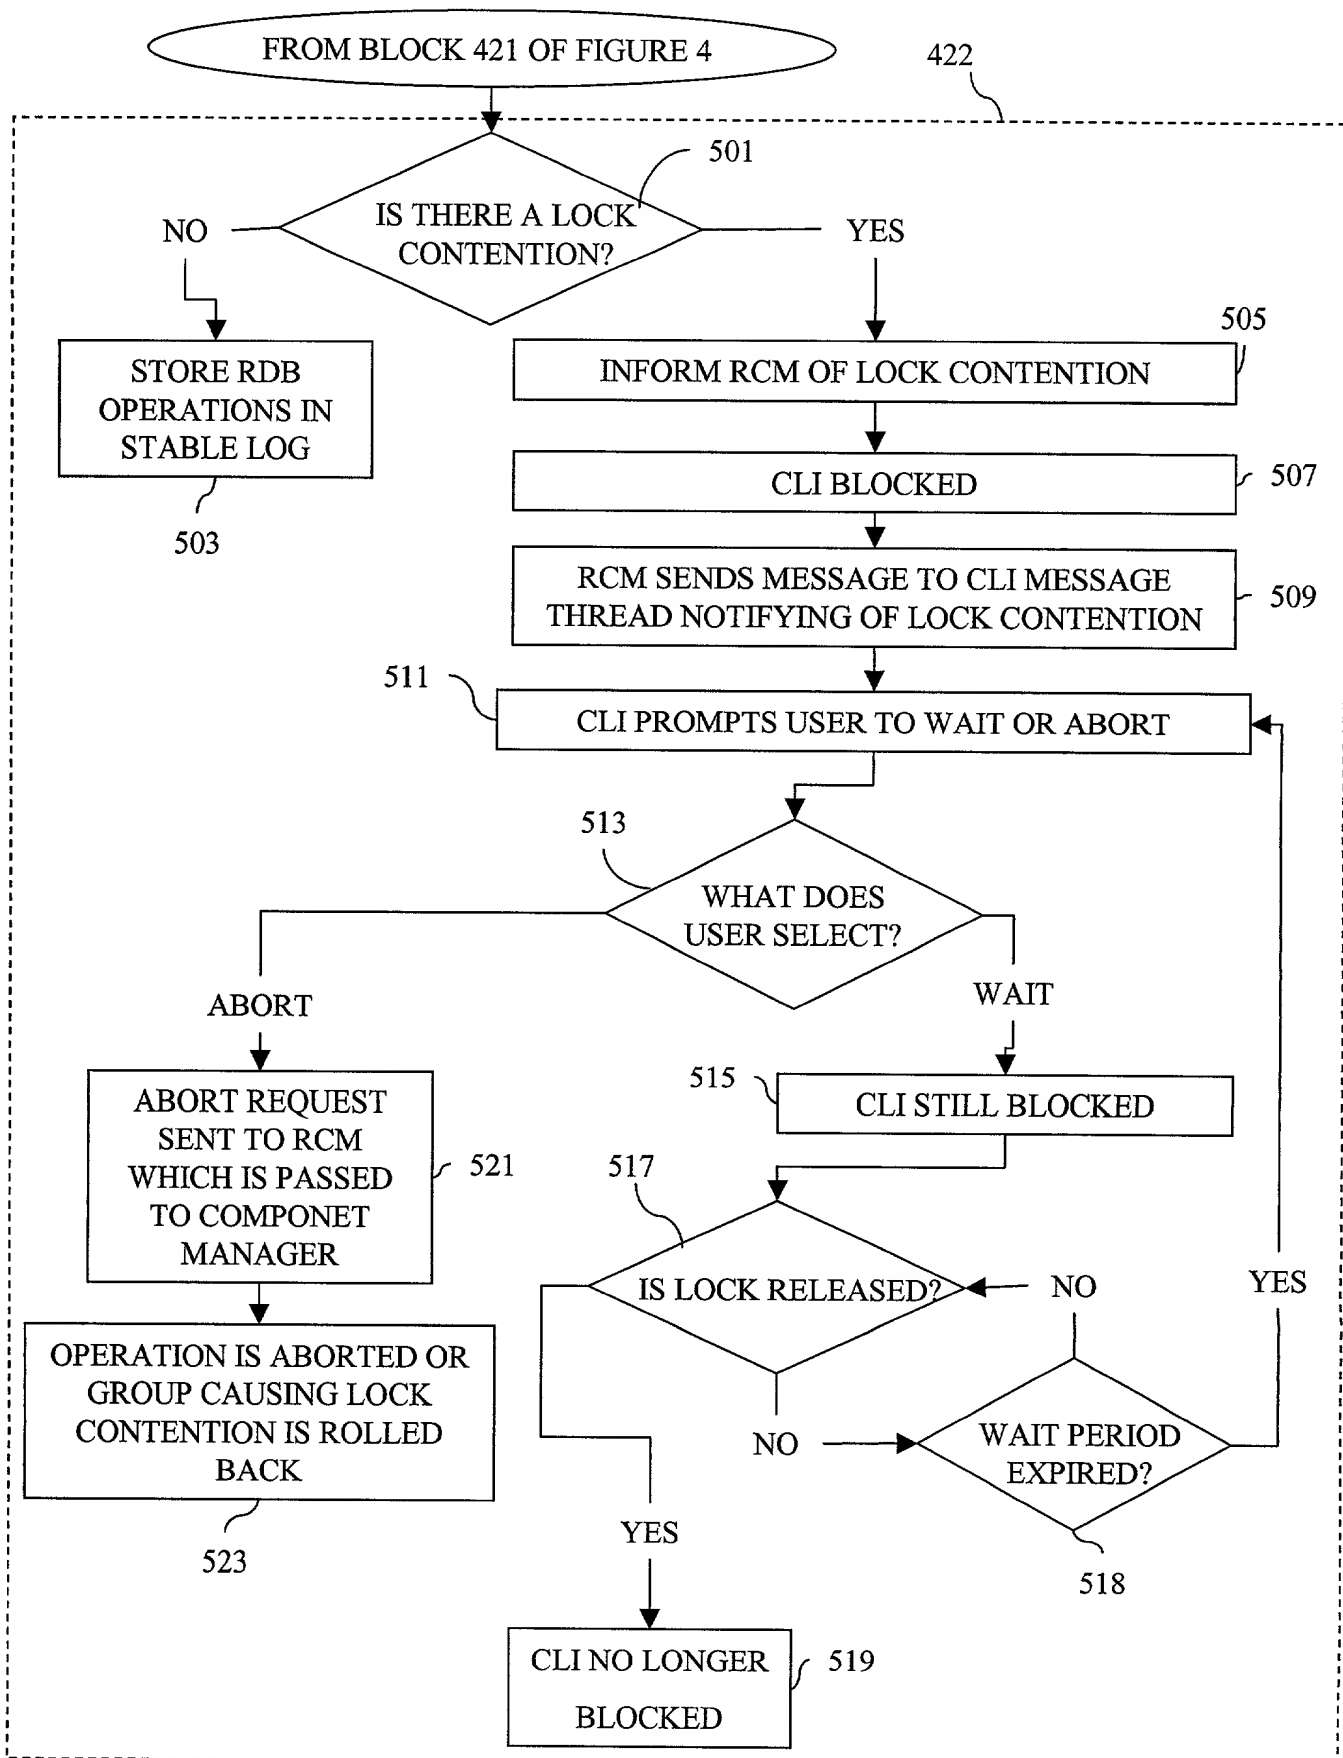 FROM BLOCK 421 OF FIGURE 4
422
501
IS THERE A LOCK
CONTENTION?
NO
YES
505
STORE RDB
OPERATIONS IN
STABLE LOG
503
INFORM RCM OF LOCK CONTENTION
CLI BLOCKED
507
RCM SENDS MESSAGE TO CLI MESSAGE
THREAD NOTIFYING OF LOCK CONTENTION
509
511
CLI PROMPTS USER TO WAIT OR ABORT
513
WHAT DOES
USER SELECT?
ABORT
WAIT
ABORT REQUEST
SENT TO RCM
WHICH IS PASSED
TO COMPONET
MANAGER
521
515
CLI STILL BLOCKED
517
IS LOCK RELEASED?
NO
YES
OPERATION IS ABORTED OR
GROUP CAUSING LOCK
CONTENTION IS ROLLED
BACK
523
NO
WAIT PERIOD
EXPIRED?
518
YES
CLI NO LONGER
BLOCKED
519